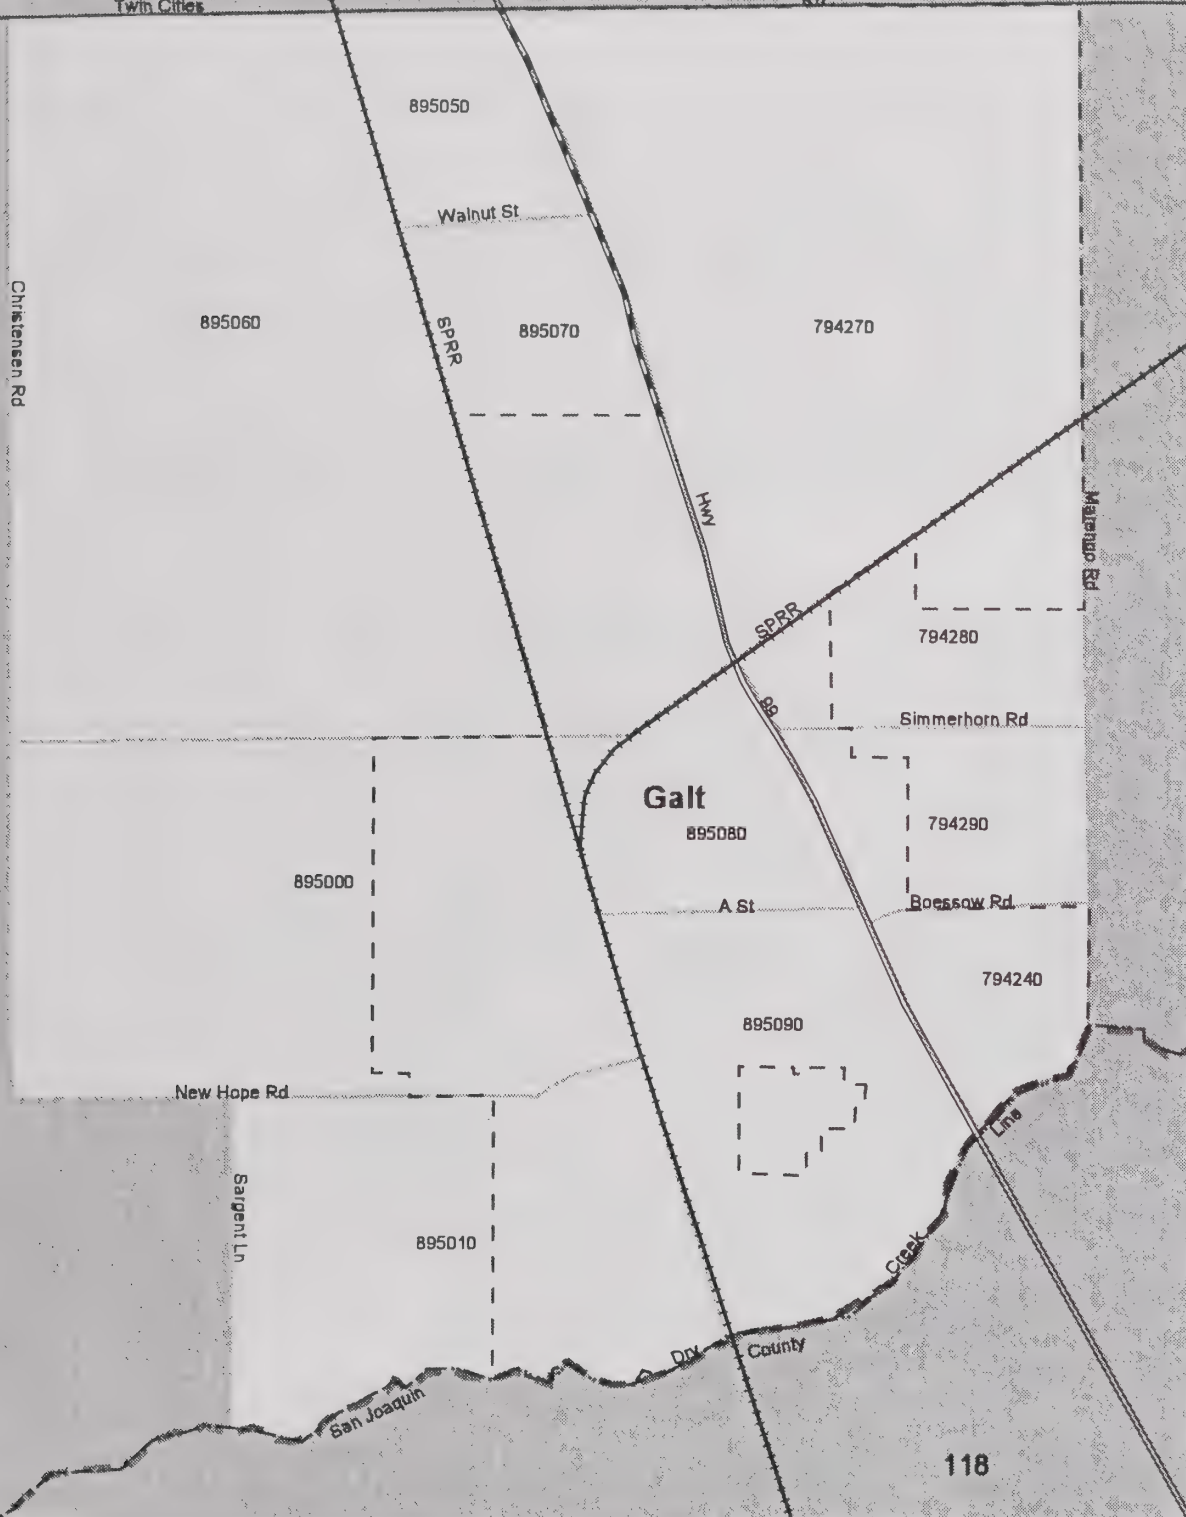 Twin Cities
895050
Walnut St
Christensen Rd
895060
SPRR
895070
794270
Hwy
Marengo Rd
SPRR
794280
99
Simmerhorn Rd
Galt
895080
794290
895000
A St
Boessow Rd
794240
895090
New Hope Rd
Line
Sargent Ln
895010
Creek
Dry
County
San Joaquin
118